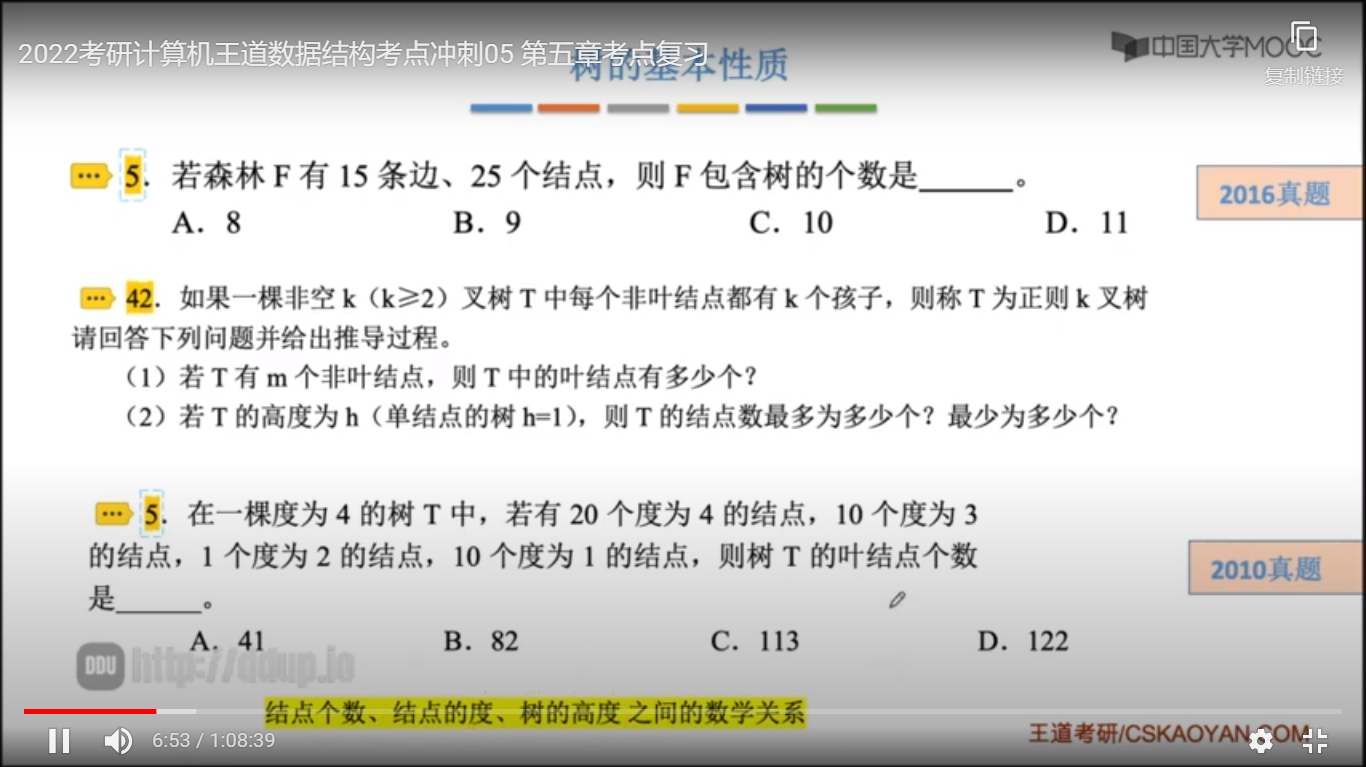 2022考研计算机王道数据结构考点冲刺05 第五章考点复习
树的基本性质
中国大学MOOC
复制链接
5. 若森林 F 有 15 条边、25 个结点，则 F 包含树的个数是______。
2016真题
A. 8 B. 9 C. 10 D. 11
42. 如果一棵非空 k（k≥2）叉树 T 中每个非叶结点都有 k 个孩子，则称 T 为正则 k 叉树
请回答下列问题并给出推导过程。
（1）若 T 有 m 个非叶结点，则 T 中的叶结点有多少个？
（2）若 T 的高度为 h（单结点的树 h=1），则 T 的结点数最多为多少个？最少为多少个？
5. 在一棵度为 4 的树 T 中，若有 20 个度为 4 的结点，10 个度为 3
的结点，1 个度为 2 的结点，10 个度为 1 的结点，则树 T 的叶结点个数
是______。
2010真题
A. 41 B. 82 C. 113 D. 122
DDU http://ddup.io
结点个数、结点的度、树的高度 之间的数学关系
王道考研/CSKAOYAN.COM
6:53 / 1:08:39